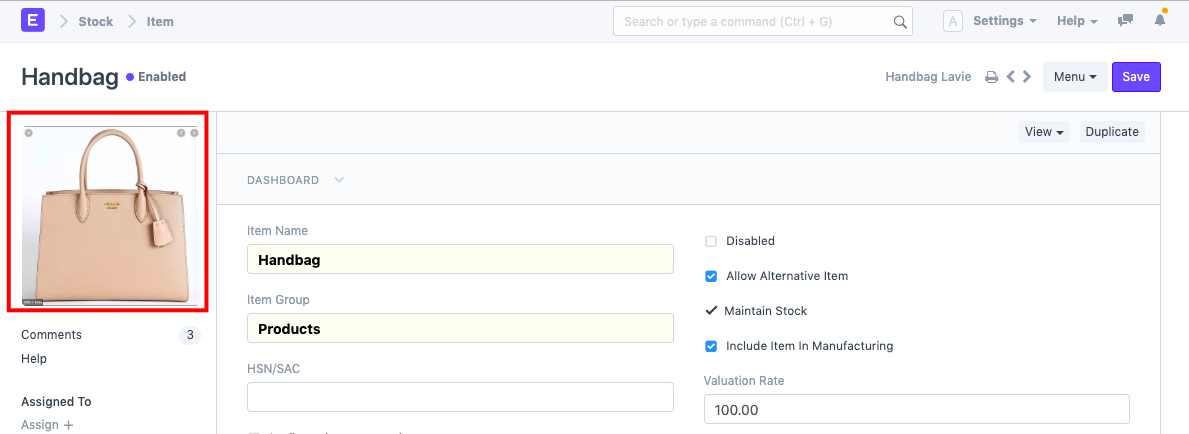 E Stock Item Search or type a command (Ctrl + G) A Settings Help
Handbag Enabled Handbag Lavie Menu Save
View Duplicate
DASHBOARD
Item Name
Handbag
Disabled
Allow Alternative Item
Item Group
Products
Maintain Stock
Include Item In Manufacturing
Comments 3
Help
HSN/SAC
Valuation Rate
100.00
Assigned To
Assign +